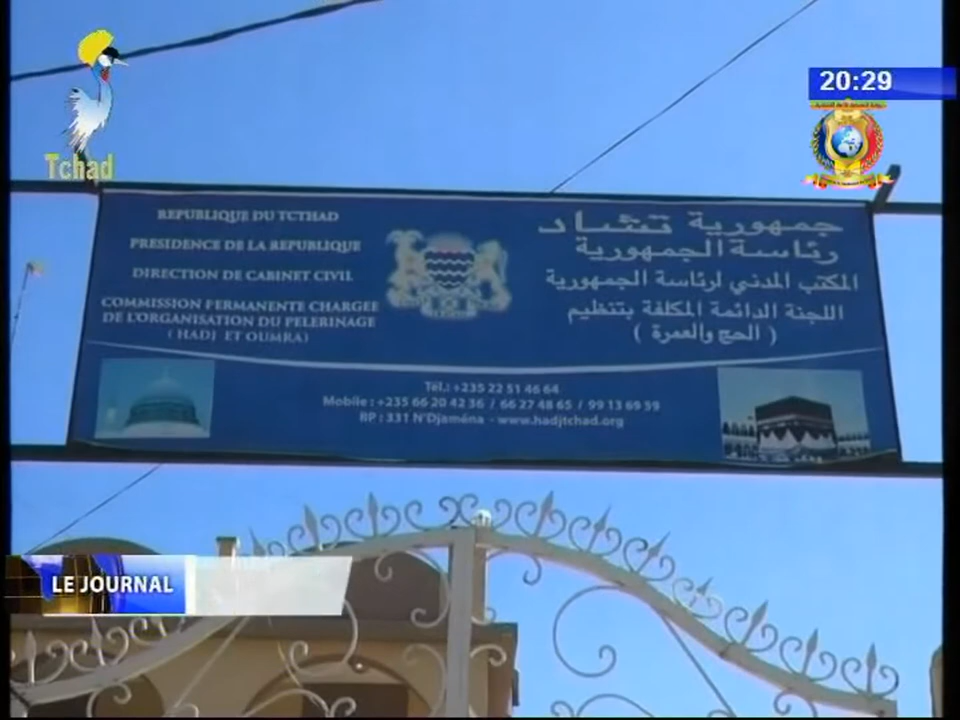 20:29
Tchad
REPUBLIQUE DU TCHAD
PRESIDENCE DE LA REPUBLIQUE
DIRECTION DE CABINET CIVIL
COMMISSION PERMANENTE CHARGEE
DE L'ORGANISATION DU PELERINAGE
( HADJ ET OUMRA)
جمهورية تشاد
رئاسة الجمهورية
المكتب المدني لرئاسة الجمهورية
اللجنة الدائمة المكلفة بتنظيم
( الحج والعمرة )
Tél.: +235 22 51 46 64
Mobile : +235 66 20 42 36 / 66 27 48 65 / 99 13 69 39
BP : 331 N'Djaména - www.hadjtchad.org
LE JOURNAL